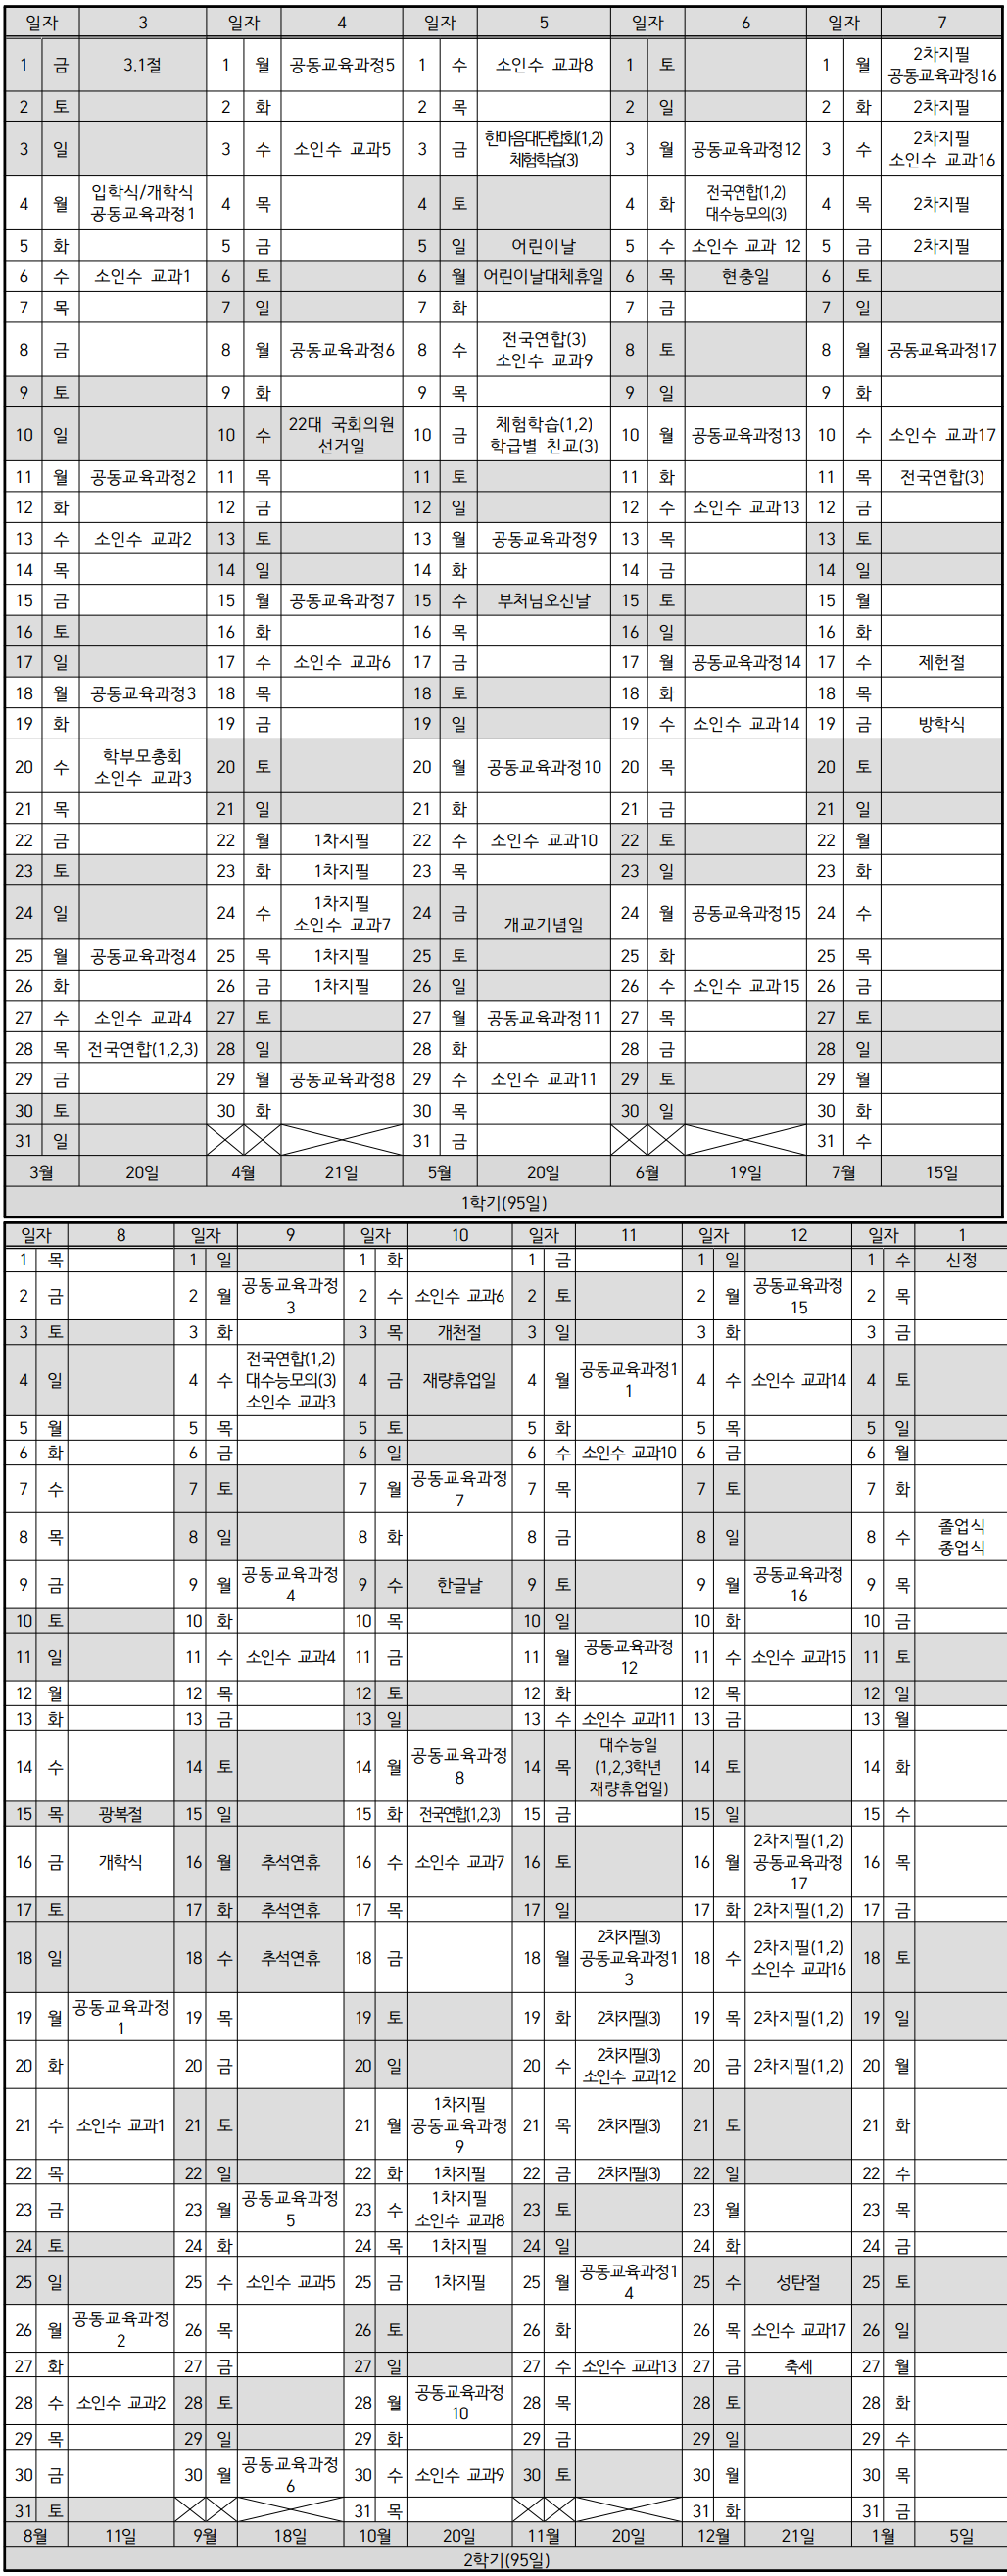 일자 3 일자 4 일자 5 일자 6 일자 7
1 금 3.1절 1 월 공동교육과정5 1 수 소인수 교과8 1 토 1 월 2차지필
공동교육과정16
2 토 2 화 2 목 2 일 2 화 2차지필
3 일 3 수 소인수 교과5 3 금 한마음대단합회(1,2)
체험학습(3) 3 월 공동교육과정12 3 수 2차지필
소인수 교과16
4 월 입학식/개학식
공동교육과정1 4 목 4 토 4 화 전국연합(1,2)
대수능모의(3) 4 목 2차지필
5 화 5 금 5 일 어린이날 5 수 소인수 교과 12 5 금 2차지필
6 수 소인수 교과1 6 토 6 월 어린이날대체휴일 6 목 현충일 6 토
7 목 7 일 7 화 7 금 7 일
8 금 8 월 공동교육과정6 8 수 전국연합(3)
소인수 교과9 8 토 8 월 공동교육과정17
9 토 9 화 9 목 9 일 9 화
10 일 10 수 22대 국회의원
선거일 10 금 체험학습(1,2)
학급별 친교(3) 10 월 공동교육과정13 10 수 소인수 교과17
11 월 공동교육과정2 11 목 11 토 11 화 11 목 전국연합(3)
12 화 12 금 12 일 12 수 소인수 교과13 12 금
13 수 소인수 교과2 13 토 13 월 공동교육과정9 13 목 13 토
14 목 14 일 14 화 14 금 14 일
15 금 15 월 공동교육과정7 15 수 부처님오신날 15 토 15 월
16 토 16 화 16 목 16 일 16 화
17 일 17 수 소인수 교과6 17 금 17 월 공동교육과정14 17 수 제헌절
18 월 공동교육과정3 18 목 18 토 18 화 18 목
19 화 19 금 19 일 19 수 소인수 교과14 19 금 방학식
20 수 학부모총회
소인수 교과3 20 토 20 월 공동교육과정10 20 목 20 토
21 목 21 일 21 화 21 금 21 일
22 금 22 월 1차지필 22 수 소인수 교과10 22 토 22 월
23 토 23 화 1차지필 23 목 23 일 23 화
24 일 24 수 1차지필
소인수 교과7 24 금 개교기념일 24 월 공동교육과정15 24 수
25 월 공동교육과정4 25 목 1차지필 25 토 25 화 25 목
26 화 26 금 1차지필 26 일 26 수 소인수 교과15 26 금
27 수 소인수 교과4 27 토 27 월 공동교육과정11 27 목 27 토
28 목 전국연합(1,2,3) 28 일 28 화 28 금 28 일
29 금 29 월 공동교육과정8 29 수 소인수 교과11 29 토 29 월
30 토 30 화 30 목 30 일 30 화
31 일 31 금 31 수
3월 20일 4월 21일 5월 20일 6월 19일 7월 15일
1학기(95일)
일자 8 일자 9 일자 10 일자 11 일자 12 일자 1
1 목 1 일 1 화 1 금 1 일 1 수 신정
2 금 2 월 공동교육과정
3 2 수 소인수 교과6 2 토 2 월 공동교육과정
15 2 목
3 토 3 화 3 목 개천절 3 일 3 화 3 금
4 일 4 수 전국연합(1,2)
대수능모의(3)
소인수 교과3 4 금 재량휴업일 4 월 공동교육과정1
1 4 수 소인수 교과14 4 토
5 월 5 목 5 토 5 화 5 목 5 일
6 화 6 금 6 일 6 수 소인수 교과10 6 금 6 월
7 수 7 토 7 월 공동교육과정
7 7 목 7 토 7 화
8 목 8 일 8 화 8 금 8 일 8 수 졸업식
종업식
9 금 9 월 공동교육과정
4 9 수 한글날 9 토 9 월 공동교육과정
16 9 목
10 토 10 화 10 목 10 일 10 화 10 금
11 일 11 수 소인수 교과4 11 금 11 월 공동교육과정
12 11 수 소인수 교과15 11 토
12 월 12 목 12 토 12 화 12 목 12 일
13 화 13 금 13 일 13 수 소인수 교과11 13 금 13 월
14 수 14 토 14 월 공동교육과정
8 14 목 대수능일
(1,2,3학년
재량휴업일) 14 토 14 화
15 목 광복절 15 일 15 화 전국연합(1,2,3) 15 금 15 일 15 수
16 금 개학식 16 월 추석연휴 16 수 소인수 교과7 16 토 16 월 2차지필(1,2)
공동교육과정
17 16 목
17 토 17 화 추석연휴 17 목 17 일 17 화 2차지필(1,2) 17 금
18 일 18 수 추석연휴 18 금 18 월 2차지필(3)
공동교육과정1
3 18 수 2차지필(1,2)
소인수 교과16 18 토
19 월 공동교육과정
1 19 목 19 토 19 화 2차지필(3) 19 목 2차지필(1,2) 19 일
20 화 20 금 20 일 20 수 2차지필(3)
소인수 교과12 20 금 2차지필(1,2) 20 월
21 수 소인수 교과1 21 토 21 월 1차지필
공동교육과정
9 21 목 2차지필(3) 21 토 21 화
22 목 22 일 22 화 1차지필 22 금 2차지필(3) 22 일 22 수
23 금 23 월 공동교육과정
5 23 수 1차지필
소인수 교과8 23 토 23 월 23 목
24 토 24 화 24 목 1차지필 24 일 24 화 24 금
25 일 25 수 소인수 교과5 25 금 1차지필 25 월 공동교육과정1
4 25 수 성탄절 25 토
26 월 공동교육과정
2 26 목 26 토 26 화 26 목 소인수 교과17 26 일
27 화 27 금 27 일 27 수 소인수 교과13 27 금 축제 27 월
28 수 소인수 교과2 28 토 28 월 공동교육과정
10 28 목 28 토 28 화
29 목 29 일 29 화 29 금 29 일 29 수
30 금 30 월 공동교육과정
6 30 수 소인수 교과9 30 토 30 월 30 목
31 토 31 목 31 화 31 금
8월 11일 9월 18일 10월 20일 11월 20일 12월 21일 1월 5일
2학기(95일)